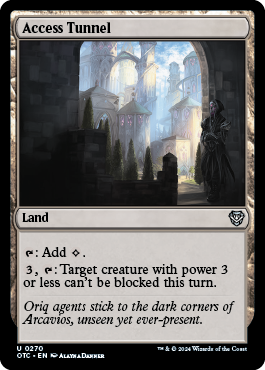 Access Tunnel
Land
: Add .
3, : Target creature with power 3
or less can't be blocked this turn.
Oriq agents stick to the dark corners of
Arcavios, unseen yet ever-present.
U 0270
OTC • EN Alayna Danner
™ & © 2024 Wizards of the Coast